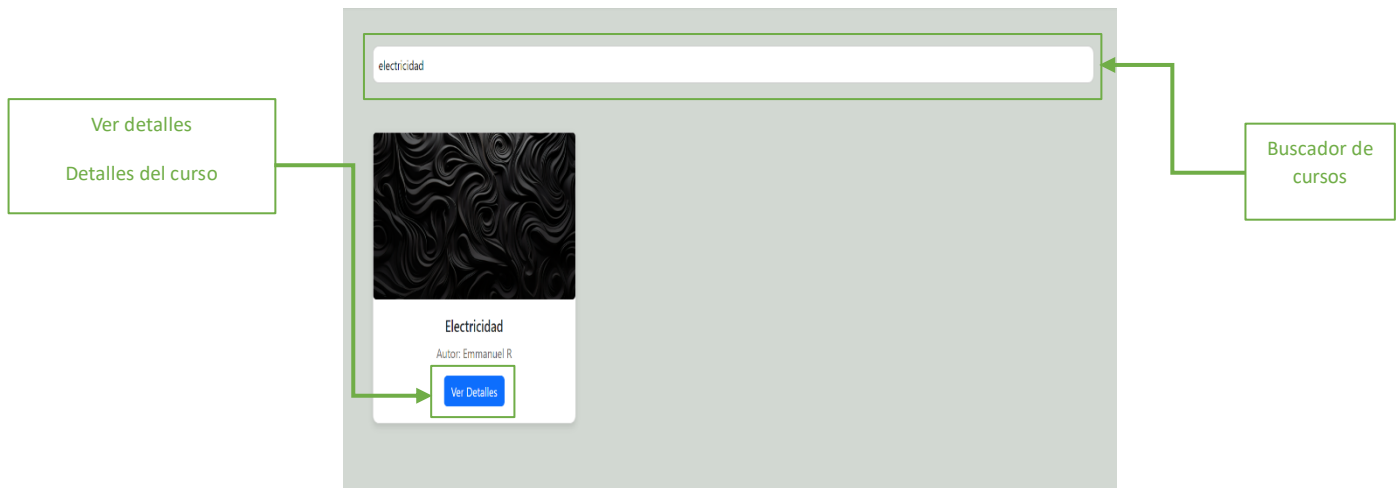 electricidad
Ver detalles
Detalles del curso
Buscador de
cursos
Electricidad
Autor: Emmanuel R
Ver Detalles